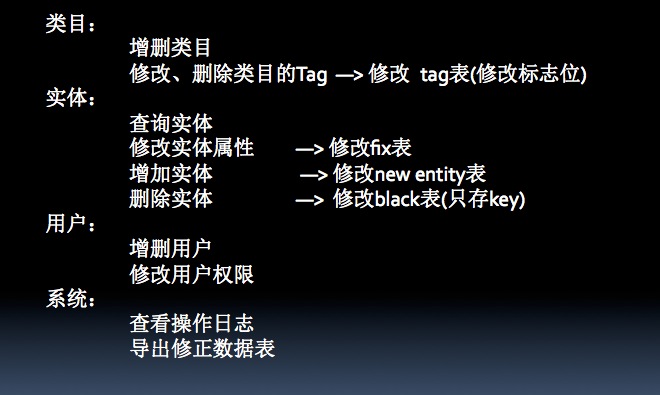 类目：
增删类目
修改、删除类目的Tag —> 修改 tag表(修改标志位)
实体：
查询实体
修改实体属性 —> 修改fix表
增加实体 —> 修改new entity表
删除实体 —> 修改black表(只存key)
用户：
增删用户
修改用户权限
系统：
查看操作日志
导出修正数据表